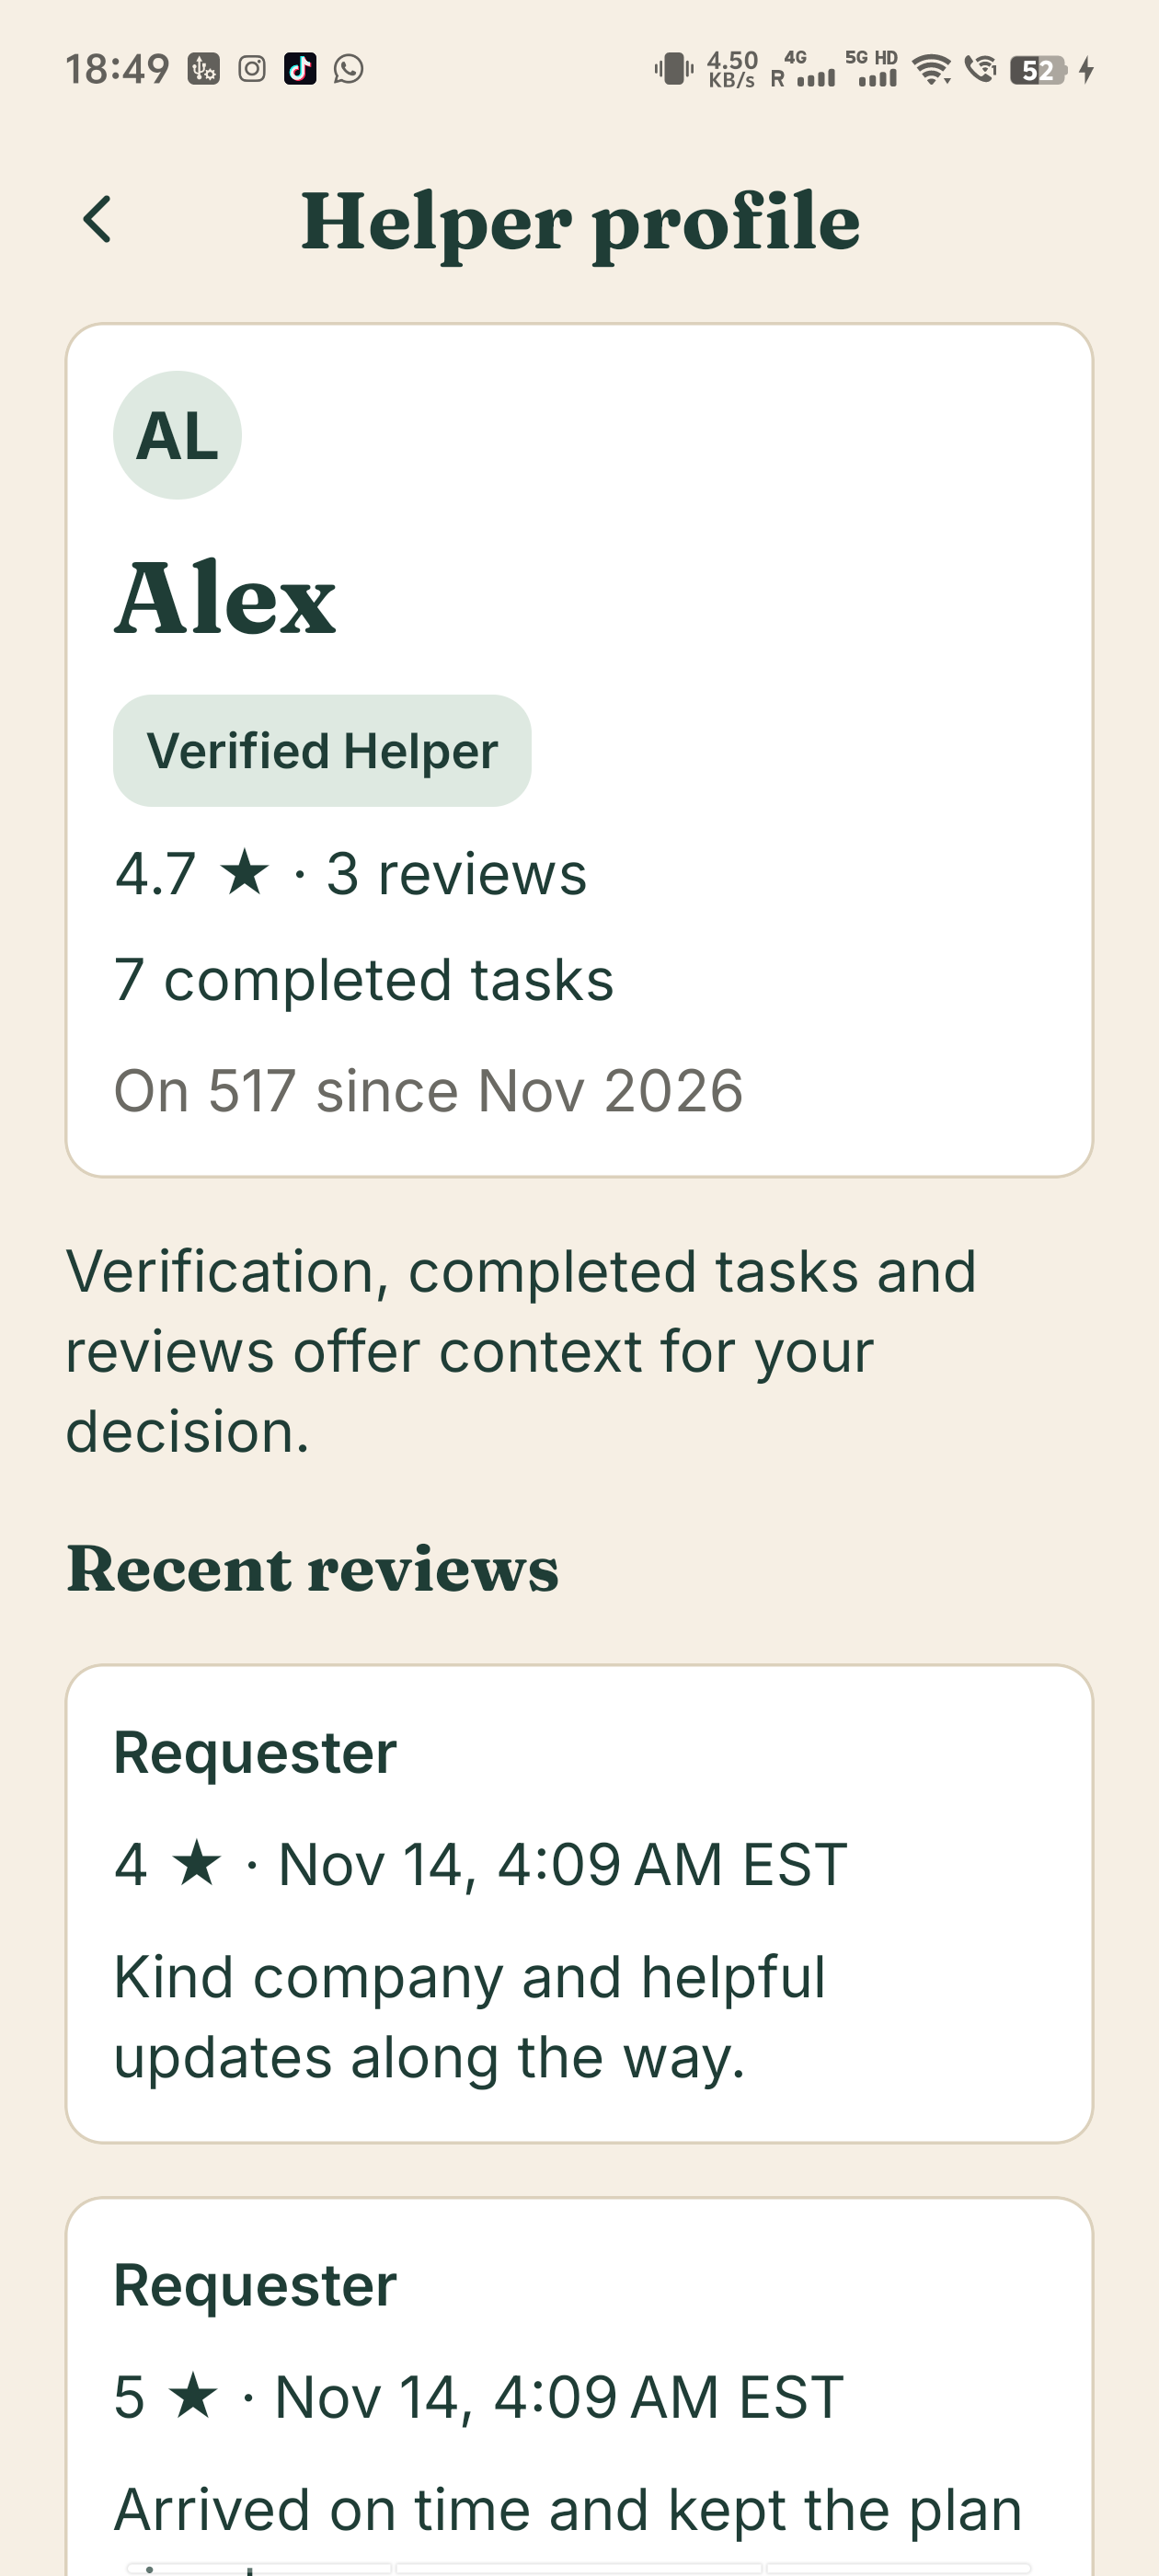 18:49 4.50 KB/s R 4G 5G HD 52
Helper profile
AL
Alex
Verified Helper
4.7 ★ · 3 reviews
7 completed tasks
On 517 since Nov 2026
Verification, completed tasks and
reviews offer context for your
decision.
Recent reviews
Requester
4 ★ · Nov 14, 4:09 AM EST
Kind company and helpful
updates along the way.
Requester
5 ★ · Nov 14, 4:09 AM EST
Arrived on time and kept the plan